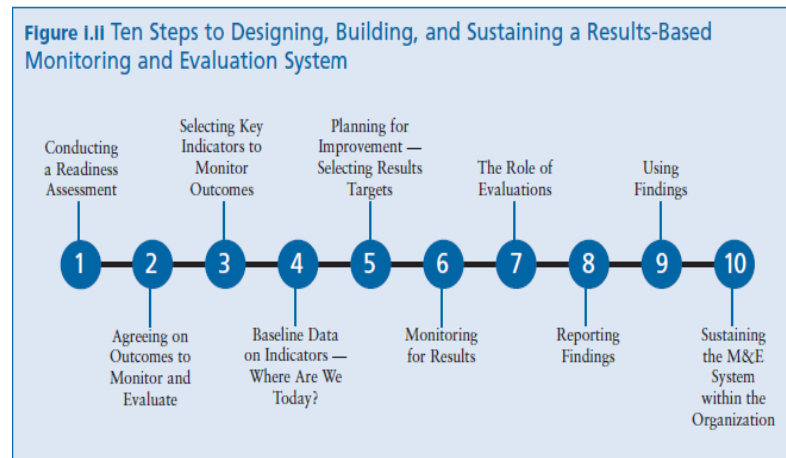 Figure I.II Ten Steps to Designing, Building, and Sustaining a Results-Based
Monitoring and Evaluation System
Conducting
a Readiness
Assessment
Selecting Key
Indicators to
Monitor
Outcomes
Planning for
Improvement —
Selecting Results
Targets
The Role of
Evaluations
Using
Findings
1
2
3
4
5
6
7
8
9
10
Agreeing on
Outcomes to
Monitor and
Evaluate
Baseline Data
on Indicators —
Where Are We
Today?
Monitoring
for Results
Reporting
Findings
Sustaining
the M&E
System
within the
Organization